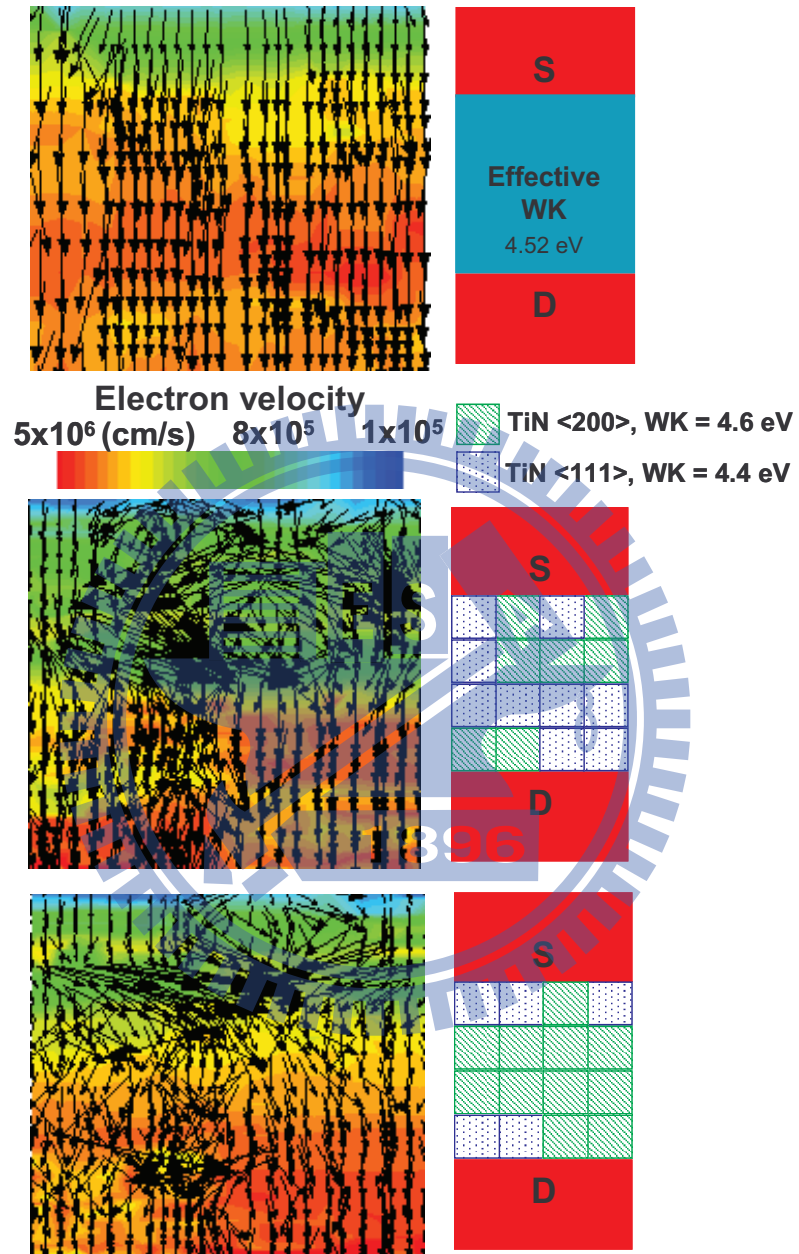 S
Effective
WK
4.52 eV
D
Electron velocity
5x10⁶ (cm/s) 8x10⁵ 1x10⁵
TiN <200>, WK = 4.6 eV
TiN <111>, WK = 4.4 eV
S
D
1896
S
D